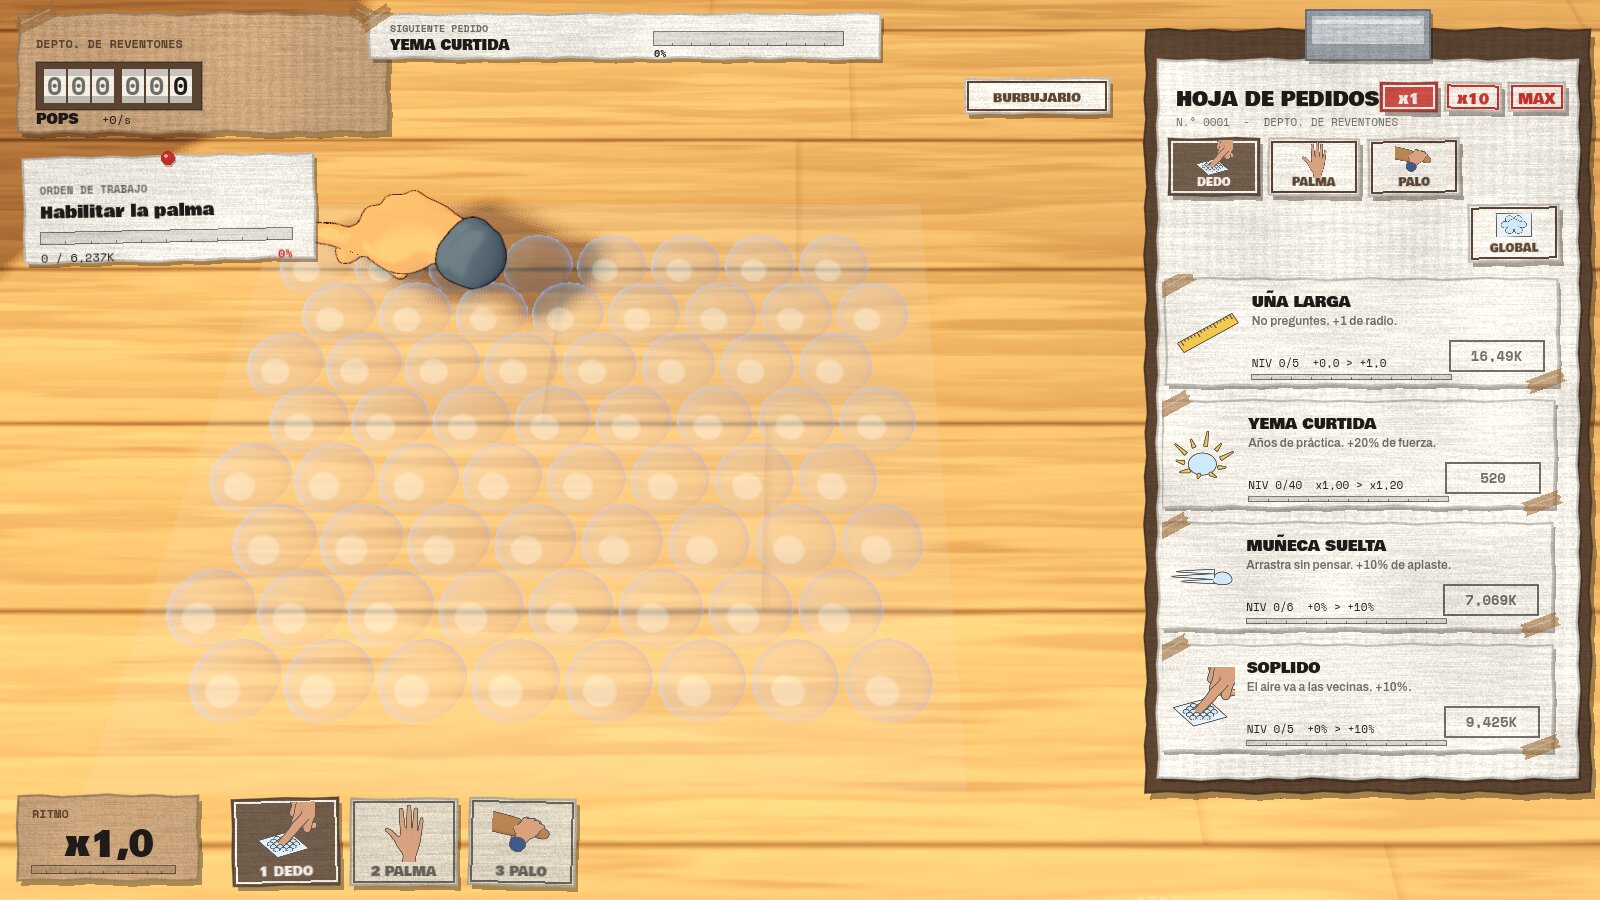 DEPTO. DE REVENTONES
000 000
POPS +0/s
SIGUIENTE PEDIDO
YEMA CURTIDA
0%
BURBUJARIO
ORDEN DE TRABAJO
Habilitar la palma
0 / 6,237K 0%
HOJA DE PEDIDOS x1 x10 MAX
N.° 0001 - DEPTO. DE REVENTONES
DEDO PALMA PALO
GLOBAL
UÑA LARGA
No preguntes. +1 de radio.
NIV 0/5 +0,0 > +1,0 16,49K
YEMA CURTIDA
Años de práctica. +20% de fuerza.
NIV 0/40 x1,00 > x1,20 520
MUÑECA SUELTA
Arrastra sin pensar. +10% de aplaste.
NIV 0/6 +0% > +10% 7,069K
SOPLIDO
El aire va a las vecinas. +10%.
NIV 0/5 +0% > +10% 9,425K
RITMO
x1,0
1 DEDO 2 PALMA 3 PALO